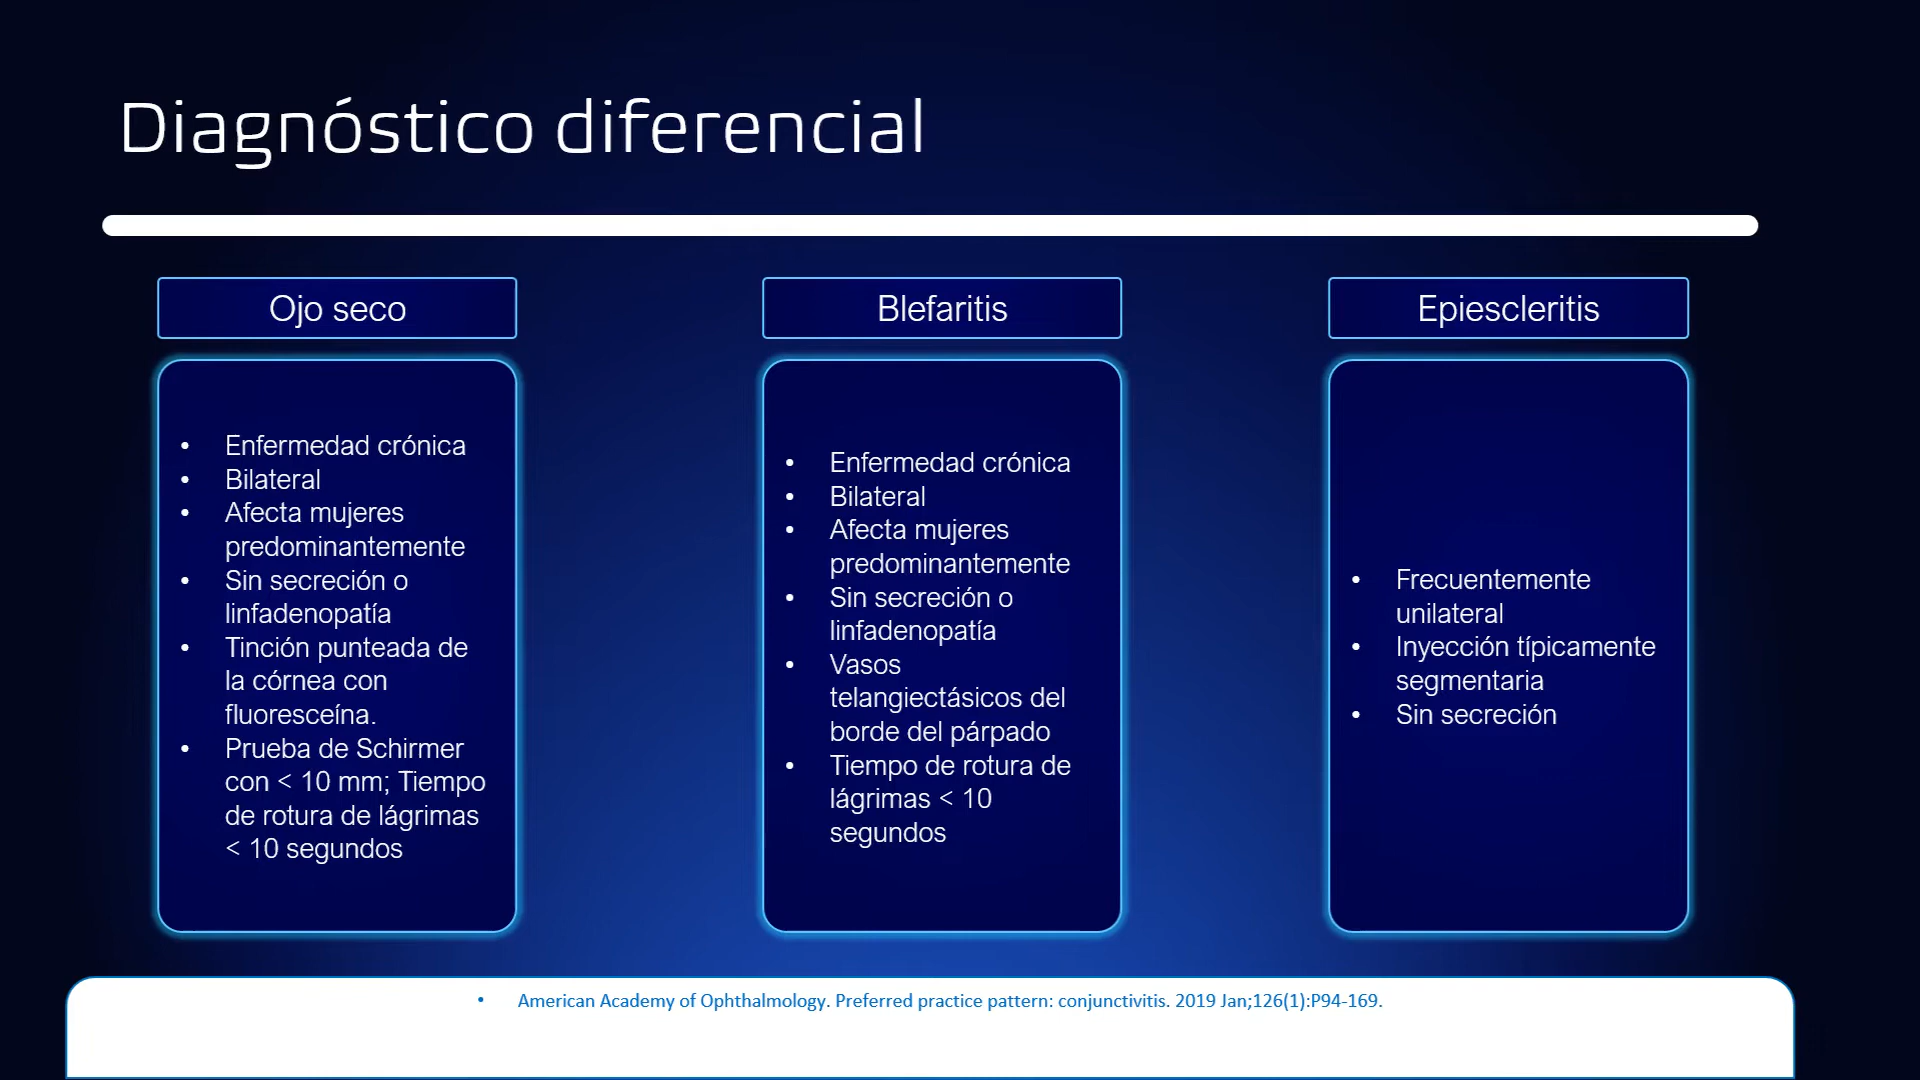 Diagnóstico diferencial
Ojo seco
• Enfermedad crónica
• Bilateral
• Afecta mujeres
predominantemente
• Sin secreción o
linfadenopatía
• Tinción punteada de
la córnea con
fluoresceína.
• Prueba de Schirmer
con < 10 mm; Tiempo
de rotura de lágrimas
< 10 segundos
Blefaritis
• Enfermedad crónica
• Bilateral
• Afecta mujeres
predominantemente
• Sin secreción o
linfadenopatía
• Vasos
telangiectásicos del
borde del párpado
• Tiempo de rotura de
lágrimas < 10
segundos
Epiescleritis
• Frecuentemente
unilateral
• Inyección típicamente
segmentaria
• Sin secreción
• American Academy of Ophthalmology. Preferred practice pattern: conjunctivitis. 2019 Jan;126(1):P94-169.